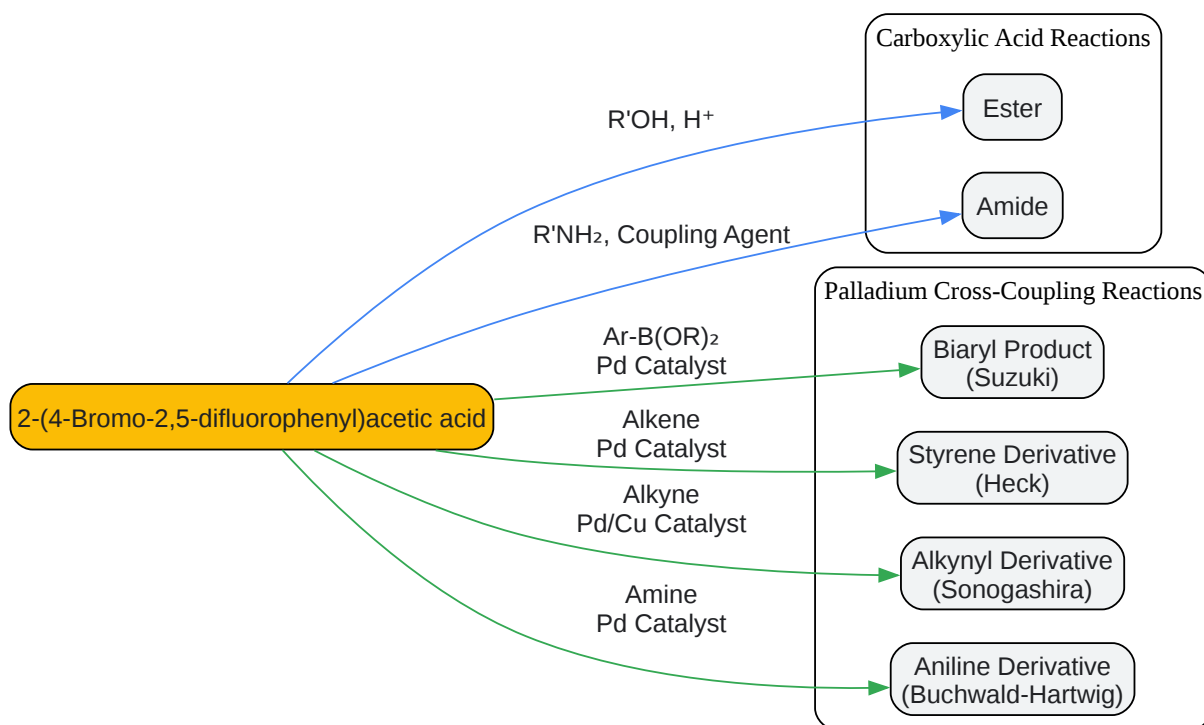 Carboxylic Acid Reactions
Ester
R'OH, H⁺
Amide
R'NH₂, Coupling Agent
Palladium Cross-Coupling Reactions
Ar-B(OR)₂
Pd Catalyst
Biaryl Product
(Suzuki)
2-(4-Bromo-2,5-difluorophenyl)acetic acid
Alkene
Pd Catalyst
Styrene Derivative
(Heck)
Alkyne
Pd/Cu Catalyst
Alkynyl Derivative
(Sonogashira)
Amine
Pd Catalyst
Aniline Derivative
(Buchwald-Hartwig)